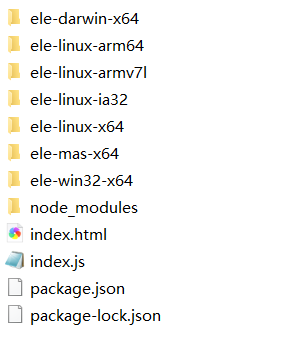 ele-darwin-x64
ele-linux-arm64
ele-linux-armv7l
ele-linux-ia32
ele-linux-x64
ele-mas-x64
ele-win32-x64
node_modules
index.html
index.js
package.json
package-lock.json